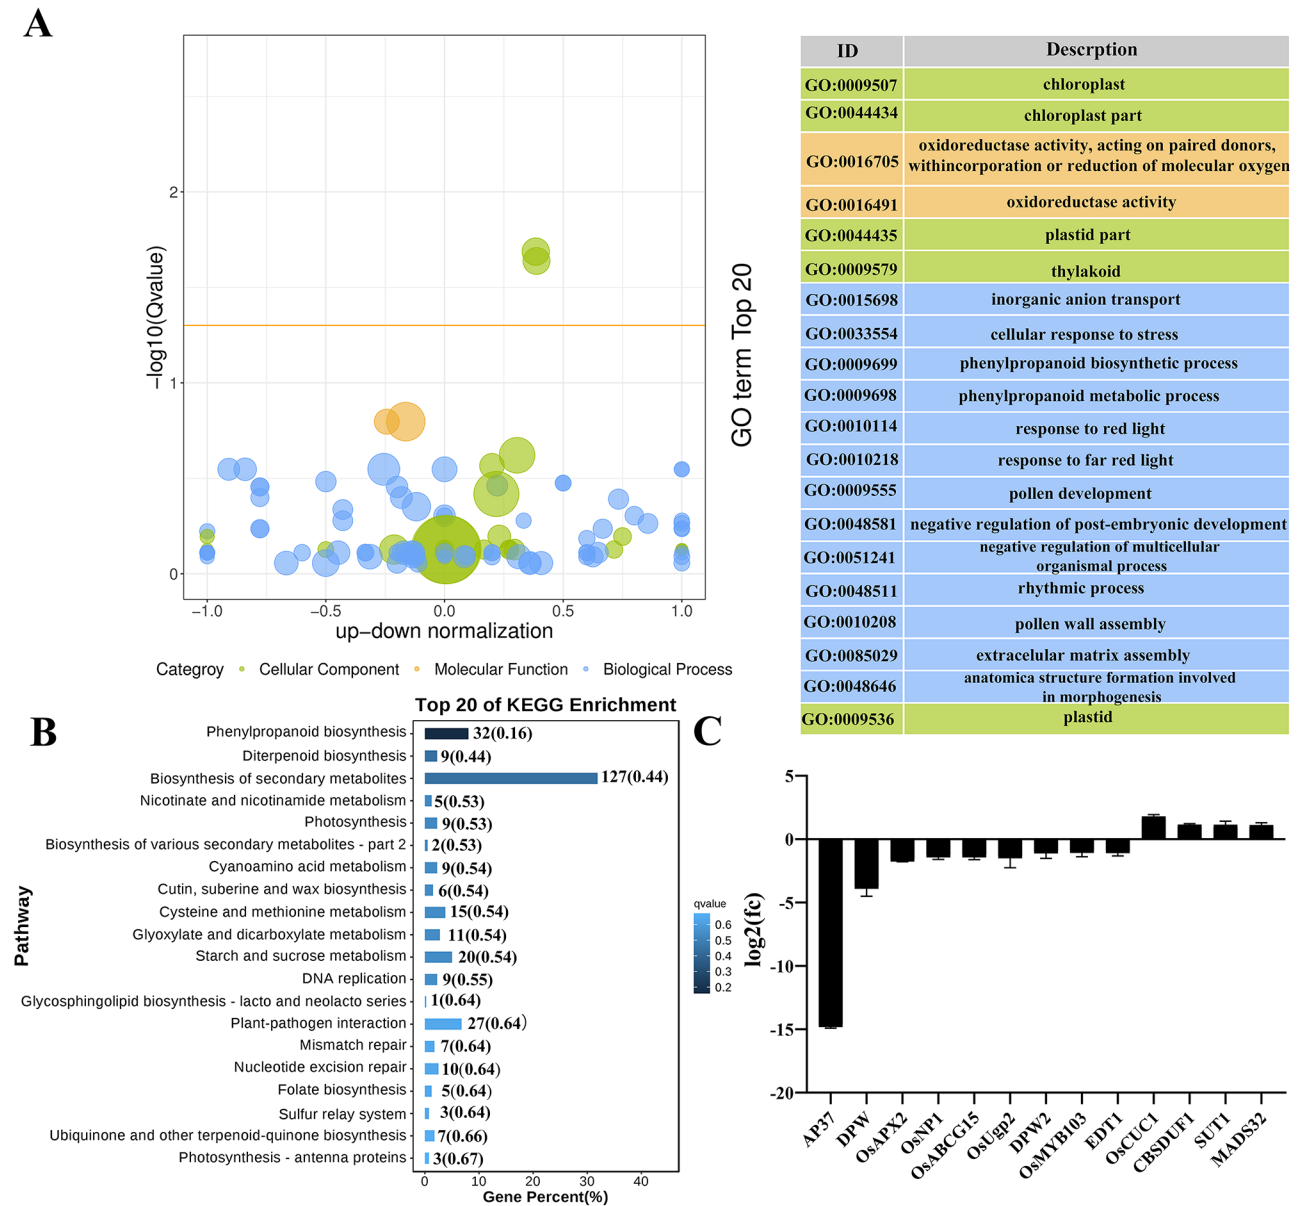 A
−log10(Qvalue)
2
1
0
−1.0 −0.5 0.0 0.5 1.0
up−down normalization
Categroy Cellular Component Molecular Function Biological Process
GO term Top 20
ID Descrption
GO:0009507 chloroplast
GO:0044434 chloroplast part
GO:0016705 oxidoreductase activity, acting on paired donors,
withincorporation or reduction of molecular oxygen
GO:0016491 oxidoreductase activity
GO:0044435 plastid part
GO:0009579 thylakoid
GO:0015698 inorganic anion transport
GO:0033554 cellular response to stress
GO:0009699 phenylpropanoid biosynthetic process
GO:0009698 phenylpropanoid metabolic process
GO:0010114 response to red light
GO:0010218 response to far red light
GO:0009555 pollen development
GO:0048581 negative regulation of post-embryonic development
GO:0051241 negative regulation of multicellular
organismal process
GO:0048511 rhythmic process
GO:0010208 pollen wall assembly
GO:0085029 extracelular matrix assembly
GO:0048646 anatomica structure formation involved
in morphogenesis
GO:0009536 plastid
B
Top 20 of KEGG Enrichment
Pathway
Phenylpropanoid biosynthesis 32(0.16)
Diterpenoid biosynthesis 9(0.44)
Biosynthesis of secondary metabolites 127(0.44)
Nicotinate and nicotinamide metabolism 5(0.53)
Photosynthesis 9(0.53)
Biosynthesis of various secondary metabolites - part 2 2(0.53)
Cyanoamino acid metabolism 9(0.54)
Cutin, suberine and wax biosynthesis 6(0.54)
Cysteine and methionine metabolism 15(0.54)
Glyoxylate and dicarboxylate metabolism 11(0.54)
Starch and sucrose metabolism 20(0.54)
DNA replication 9(0.55)
Glycosphingolipid biosynthesis - lacto and neolacto series 1(0.64)
Plant-pathogen interaction 27(0.64)
Mismatch repair 7(0.64)
Nucleotide excision repair 10(0.64)
Folate biosynthesis 5(0.64)
Sulfur relay system 3(0.64)
Ubiquinone and other terpenoid-quinone biosynthesis 7(0.66)
Photosynthesis - antenna proteins 3(0.67)
0 10 20 30 40
Gene Percent(%)
qvalue
0.6
0.5
0.4
0.3
0.2
C
log2(fc)
5
0
-5
-10
-15
-20
AP37 DPW OsAPX2 OsNP1 OsABCG15 OsUgp2 DPW2 OsMYB103 EDT1 OsCUC1 CBSDUF1 SUT1 MADS32